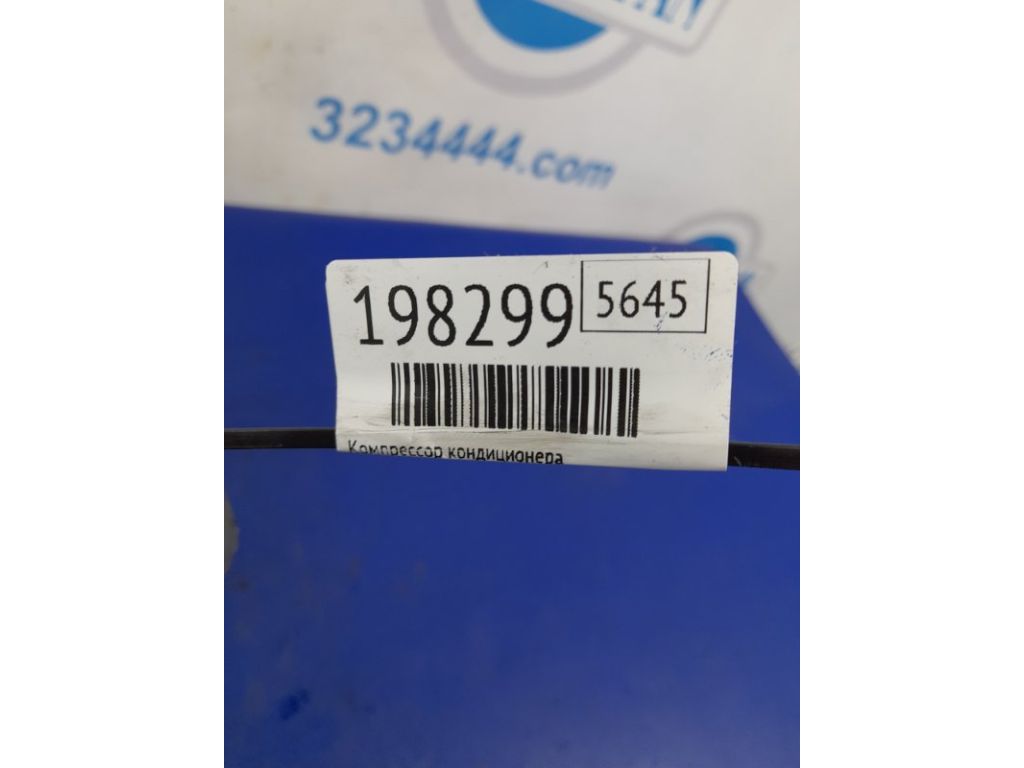 3234444.com
198299
5645
Компрессор кондиционера